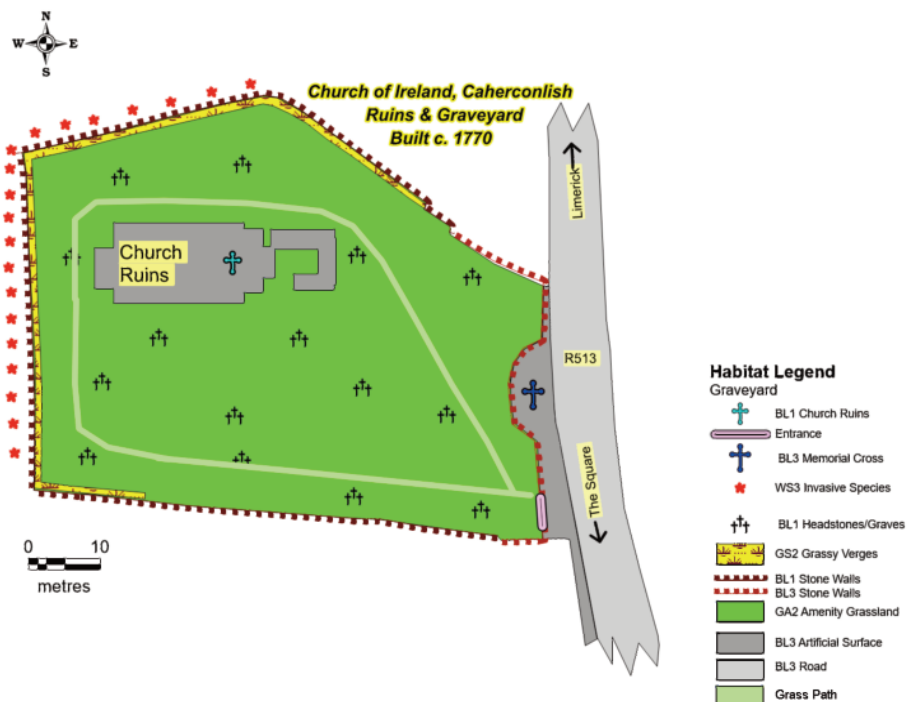 N
W E
S
Church of Ireland, Caherconlish
Ruins & Graveyard
Built c. 1770
Limerick
Church
Ruins
R513
The Square
0 10
metres
Habitat Legend
Graveyard
BL1 Church Ruins
Entrance
BL3 Memorial Cross
WS3 Invasive Species
BL1 Headstones/Graves
GS2 Grassy Verges
BL1 Stone Walls
BL3 Stone Walls
GA2 Amenity Grassland
BL3 Artificial Surface
BL3 Road
Grass Path